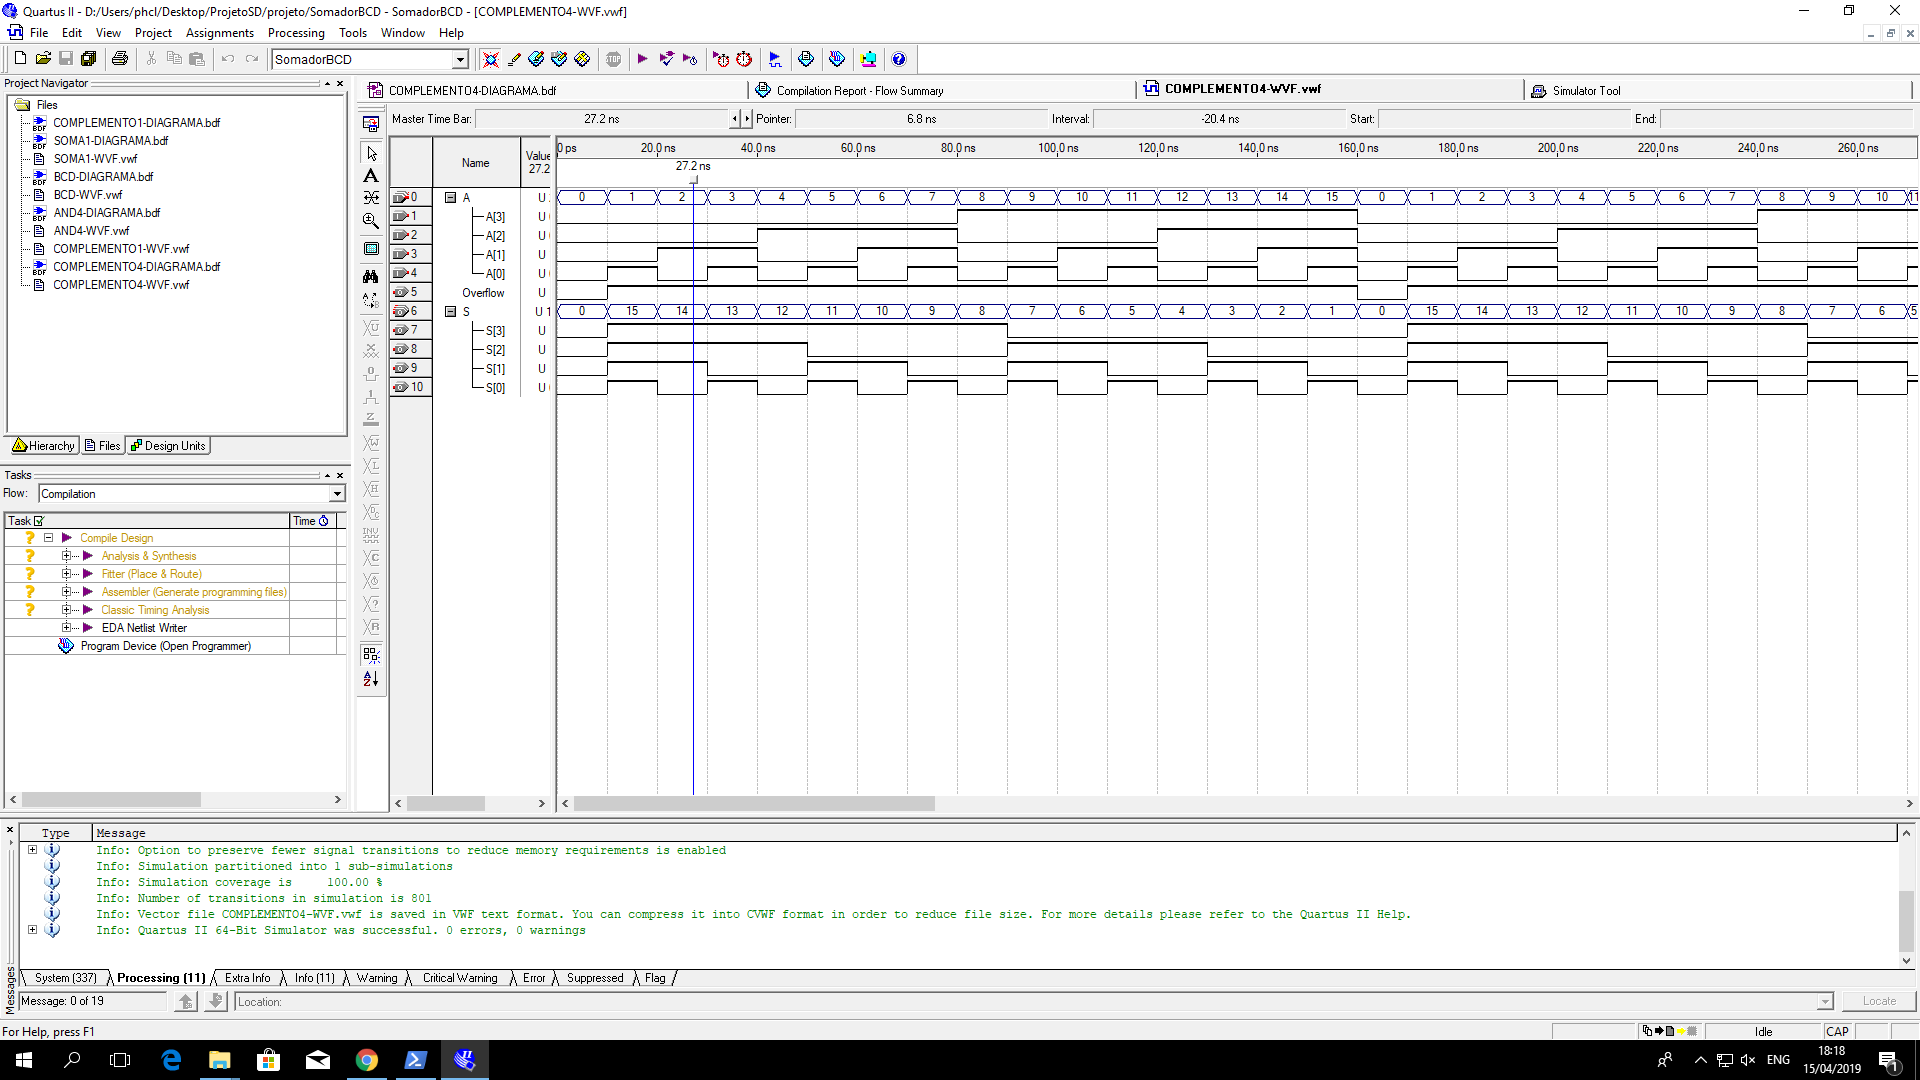 Quartus II - D:/Users/phcl/Desktop/ProjetoSD/projeto/SomadorBCD - SomadorBCD - [COMPLEMENTO4-WVF.vwf]
File Edit View Project Assignments Processing Tools Window Help
SomadorBCD
Project Navigator
Files
COMPLEMENTO1-DIAGRAMA.bdf
SOMA1-DIAGRAMA.bdf
SOMA1-WVF.vwf
BCD-DIAGRAMA.bdf
BCD-WVF.vwf
AND4-DIAGRAMA.bdf
AND4-WVF.vwf
COMPLEMENTO1-WVF.vwf
COMPLEMENTO4-DIAGRAMA.bdf
COMPLEMENTO4-WVF.vwf
Hierarchy Files Design Units
Tasks
Flow: Compilation
Task Time
Compile Design
Analysis & Synthesis
Fitter (Place & Route)
Assembler (Generate programming files)
Classic Timing Analysis
EDA Netlist Writer
Program Device (Open Programmer)
COMPLEMENTO4-DIAGRAMA.bdf Compilation Report - Flow Summary COMPLEMENTO4-WVF.vwf Simulator Tool
Master Time Bar: 27.2 ns Pointer: 6.8 ns Interval: -20.4 ns Start: End:
Name Value 27.2
0 ps 20.0 ns 40.0 ns 60.0 ns 80.0 ns 100.0 ns 120.0 ns 140.0 ns 160.0 ns 180.0 ns 200.0 ns 220.0 ns 240.0 ns 260.0 ns
27.2 ns
0 A U 0 1 2 3 4 5 6 7 8 9 10 11 12 13 14 15 0 1 2 3 4 5 6 7 8 9 10 11
1 A[3] U
2 A[2] U
3 A[1] U
4 A[0] U
5 Overflow U
6 S U 1 0 15 14 13 12 11 10 9 8 7 6 5 4 3 2 1 0 15 14 13 12 11 10 9 8 7 6 5
7 S[3] U
8 S[2] U
9 S[1] U
10 S[0] U
Type Message
Info: Option to preserve fewer signal transitions to reduce memory requirements is enabled
Info: Simulation partitioned into 1 sub-simulations
Info: Simulation coverage is 100.00 %
Info: Number of transitions in simulation is 801
Info: Vector file COMPLEMENTO4-WVF.vwf is saved in VWF text format. You can compress it into CVWF format in order to reduce file size. For more details please refer to the Quartus II Help.
Info: Quartus II 64-Bit Simulator was successful. 0 errors, 0 warnings
System (337) Processing (11) Extra Info Info (11) Warning Critical Warning Error Suppressed Flag
Messages
Message: 0 of 19 Location: Locate
For Help, press F1 Idle CAP
ENG 18:18
15/04/2019 1